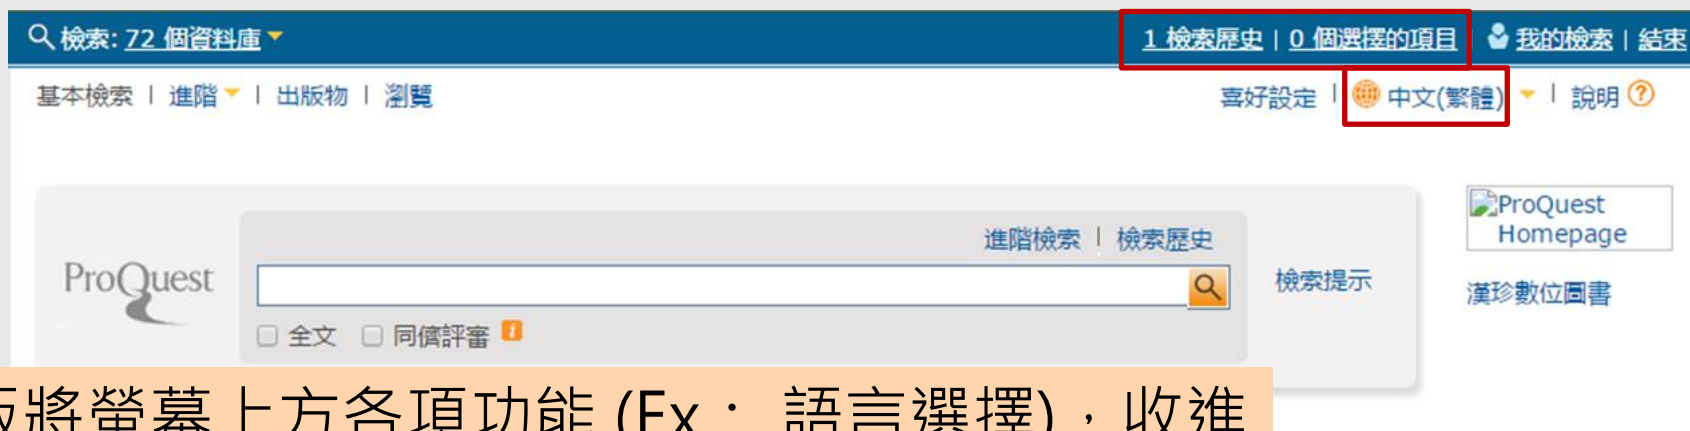 檢索: 72 個資料庫 1 檢索歷史 | 0 個選擇的項目 我的檢索 | 結束
基本檢索 | 進階 | 出版物 | 瀏覽 喜好設定 | 中文(繁體) | 說明 ?
進階檢索 | 檢索歷史
ProQuest
檢索提示
全文 同儕評審 i
ProQuest
Homepage
漢珍數位圖書
將螢幕上方各項功能 (Ex : 語言選擇),收進